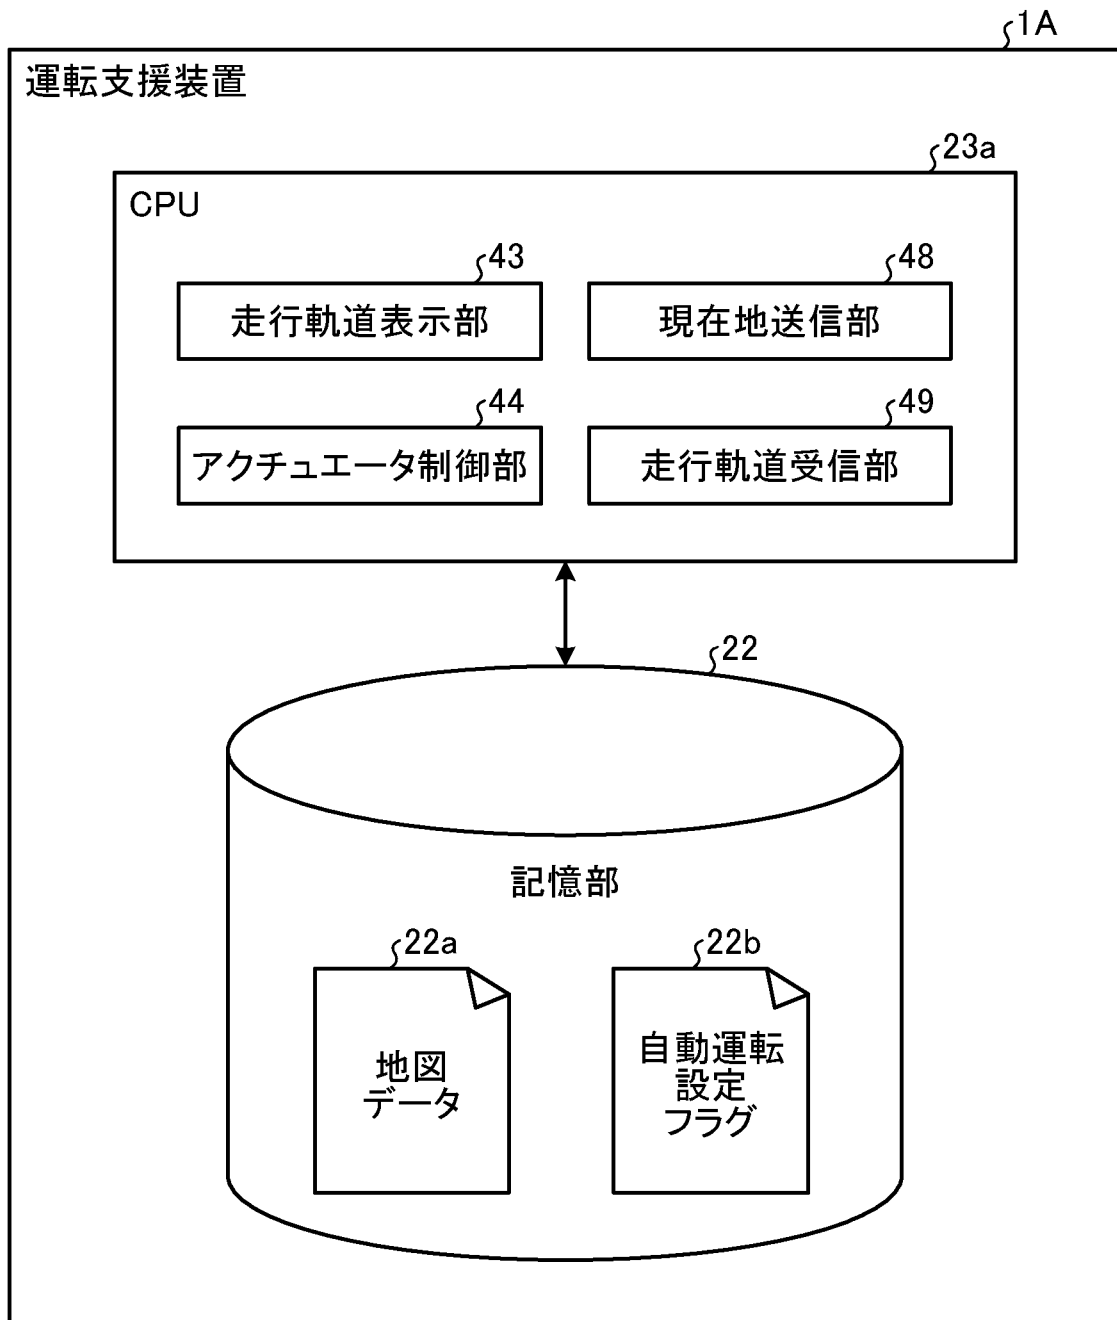 1A
運転支援装置
23a
CPU
43
走行軌道表示部
48
現在地送信部
44
アクチュエータ制御部
49
走行軌道受信部
22
記憶部
22a
地図
データ
22b
自動運転
設定
フラグ